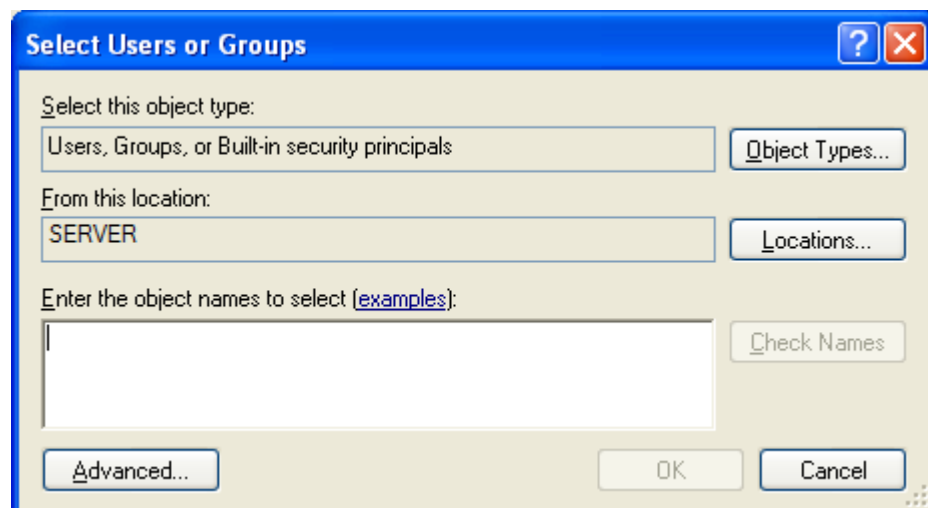 Select Users or Groups
Select this object type:
Users, Groups, or Built-in security principals
Object Types...
From this location:
SERVER
Locations...
Enter the object names to select (examples):
Check Names
Advanced...
OK
Cancel